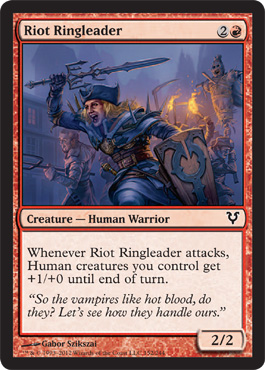 Riot Ringleader 2
Creature — Human Warrior
Whenever Riot Ringleader attacks,
Human creatures you control get
+1/+0 until end of turn.
“So the vampires like hot blood, do
they? Let’s see how they handle ours.”
2/2
Gabor Szikszai